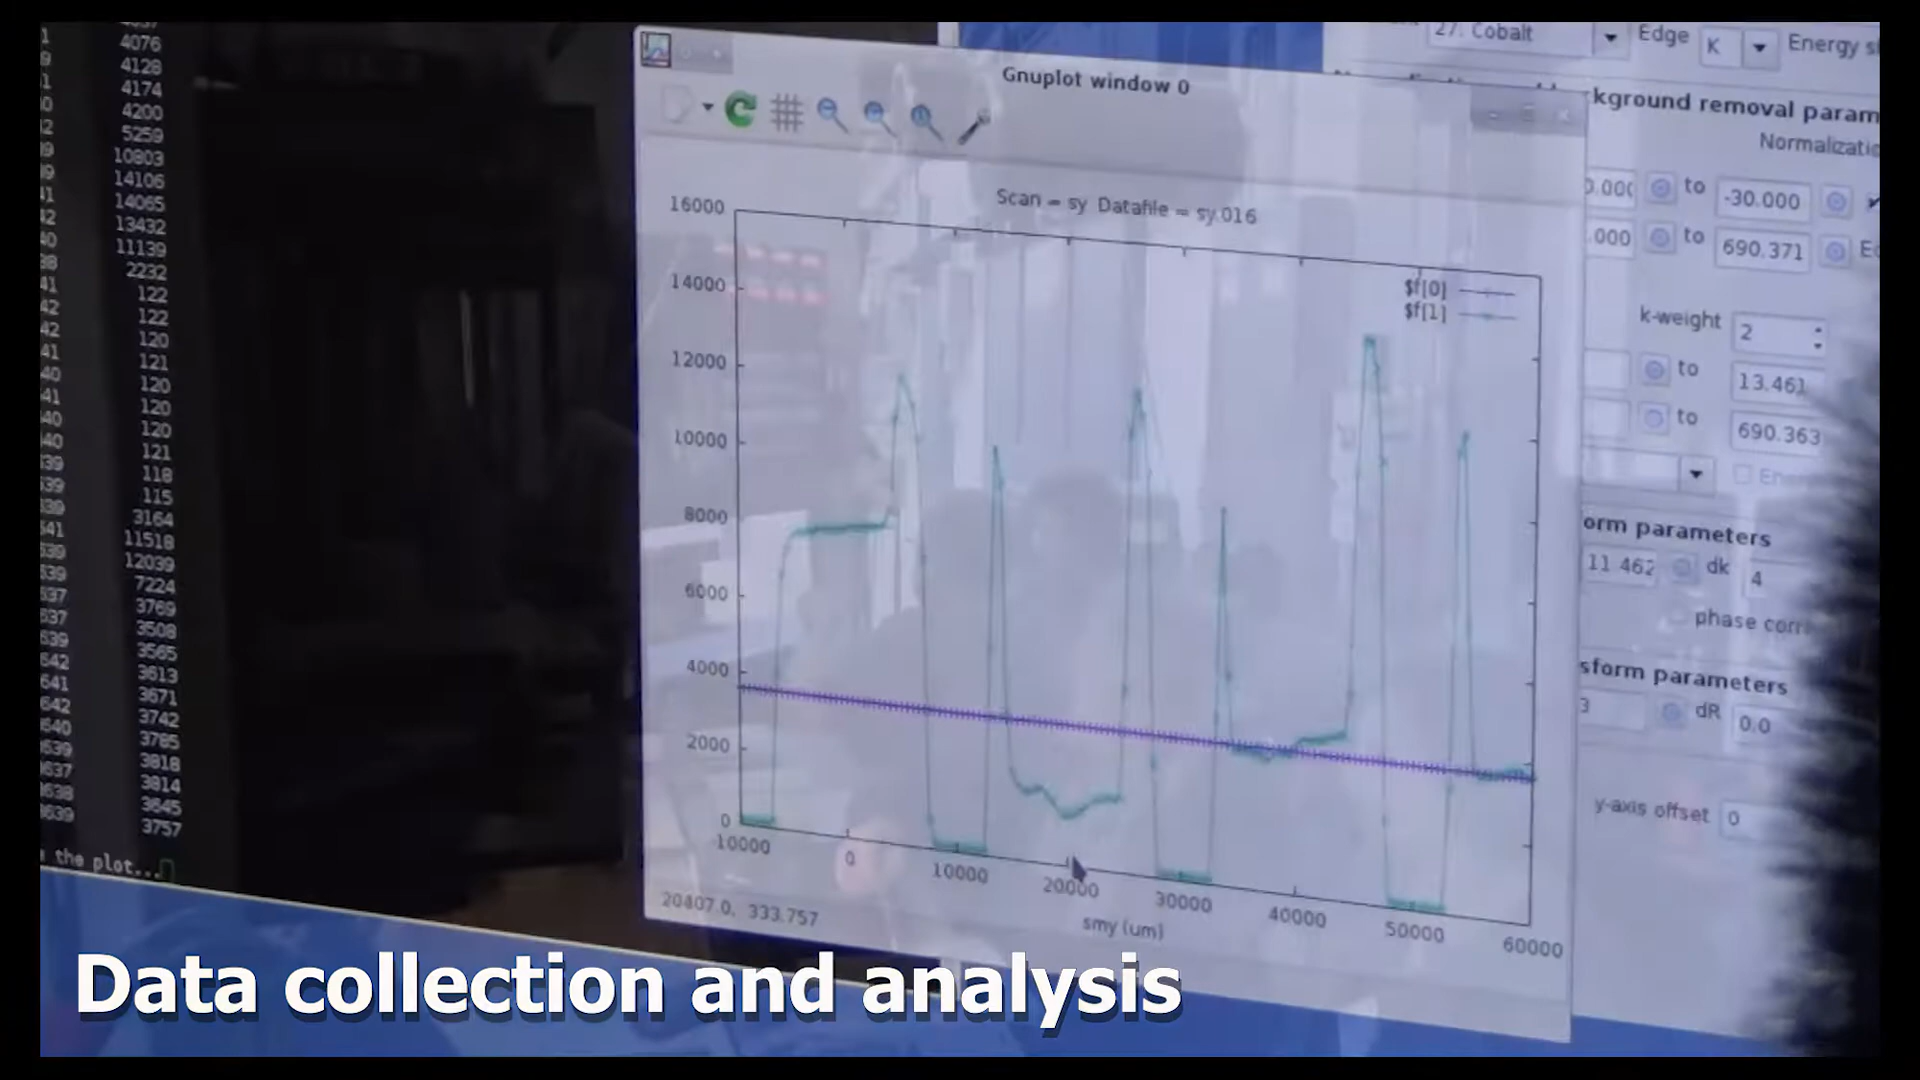 4076
4128
4174
4200
5259
10803
14106
14065
13432
11139
2232
122
122
120
121
120
120
120
121
118
115
3164
11518
12039
7224
3769
3508
3565
3613
3671
3742
3785
3818
3814
3645
3757
the plot...
Gnuplot window 0
Scan = sy Datafile = sy.016
$f[0]
$f[1]
16000
14000
12000
10000
8000
6000
4000
2000
0
-10000 0 10000 20000 30000 40000 50000 60000
smy (um)
20407.0, 333.757
27: Cobalt Edge K Energy
kground removal param
to -30.000
to 690.371
k-weight 2
to 13.461
to 690.363
orm parameters
11.462 dk 4
phase corr
sform parameters
3 dR 0.0
y-axis offset 0
Data collection and analysis